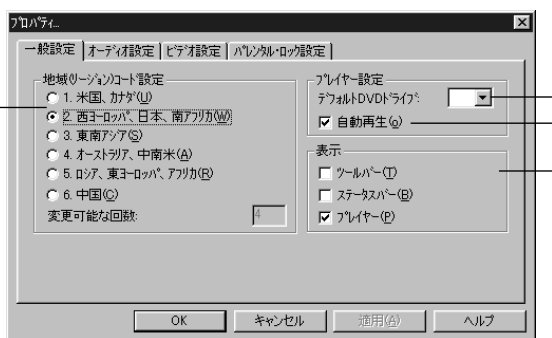 プロパティ...
一般設定 オーディオ設定 ビデオ設定 パレンタル・ロック設定
地域(リージョン)コード設定
1. 米国、カナダ(U)
2. 西ヨーロッパ、日本、南アフリカ(W)
3. 東南アジア(S)
4. オーストラリア、中南米(A)
5. ロシア、東ヨーロッパ、アフリカ(R)
6. 中国(C)
変更可能な回数: 4
プレイヤー設定
デフォルトDVDドライブ:
自動再生(o)
表示
ツールバー(T)
ステータスバー(B)
プレイヤー(P)
OK キャンセル 適用(A) ヘルプ